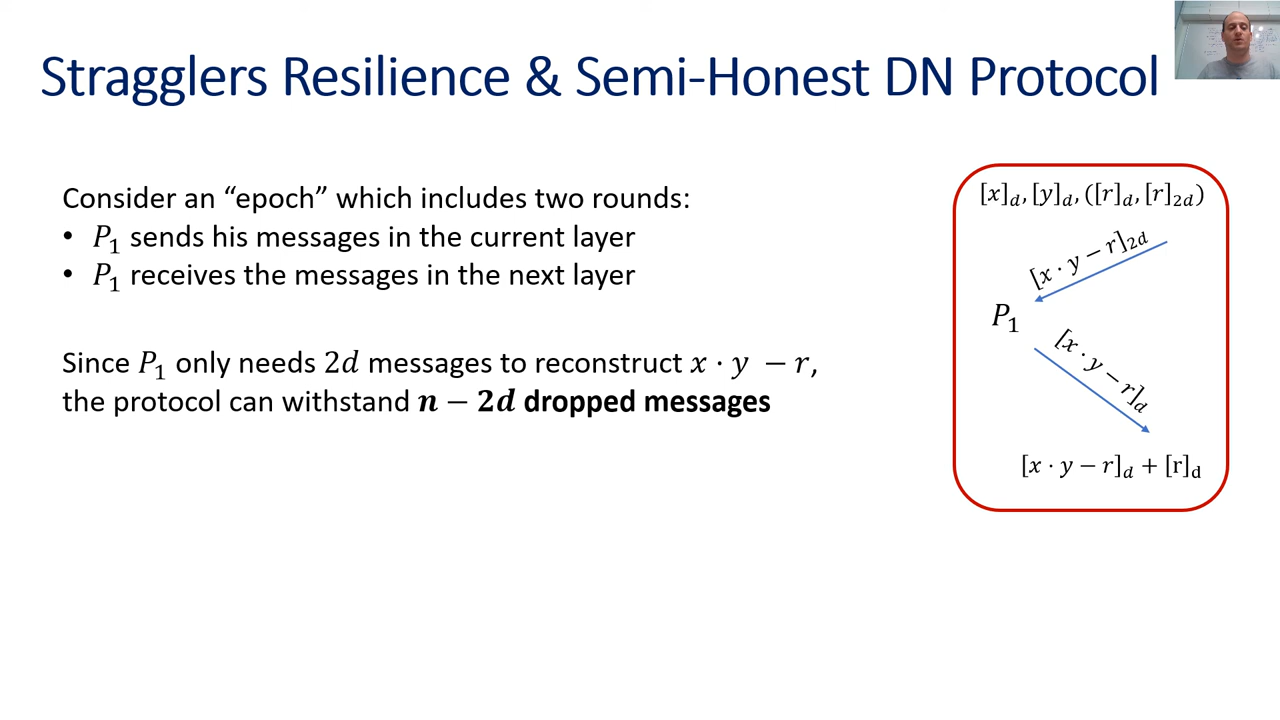 Stragglers Resilience & Semi-Honest DN Protocol
Consider an “epoch” which includes two rounds:
• P₁ sends his messages in the current layer
• P₁ receives the messages in the next layer
Since P₁ only needs 2d messages to reconstruct x · y − r,
the protocol can withstand n − 2d dropped messages
[x]_d, [y]_d, ([r]_d, [r]_2d)
[x · y − r]_2d
P₁
[x · y − r]_d
[x · y − r]_d + [r]_d